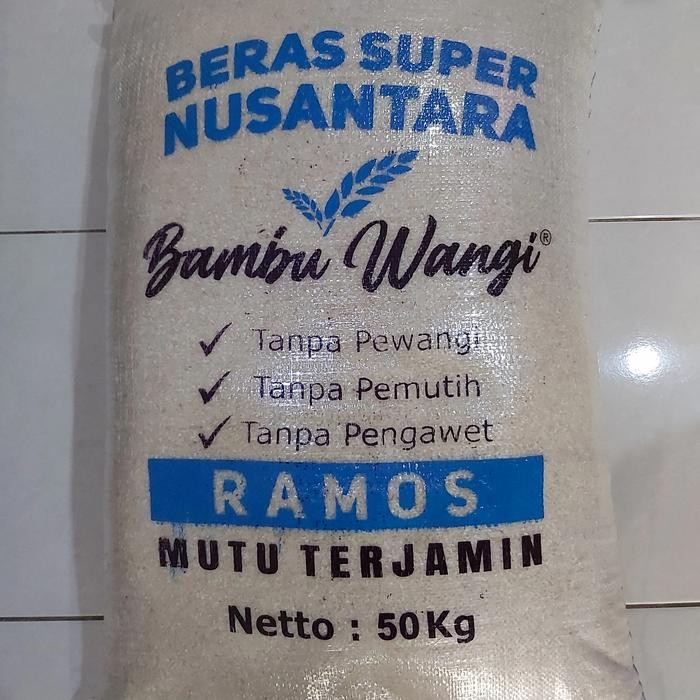 BERAS SUPER
NUSANTARA
Bambu Wangi®
✓ Tanpa Pewangi
✓ Tanpa Pemutih
✓ Tanpa Pengawet
RAMOS
MUTU TERJAMIN
Netto : 50Kg